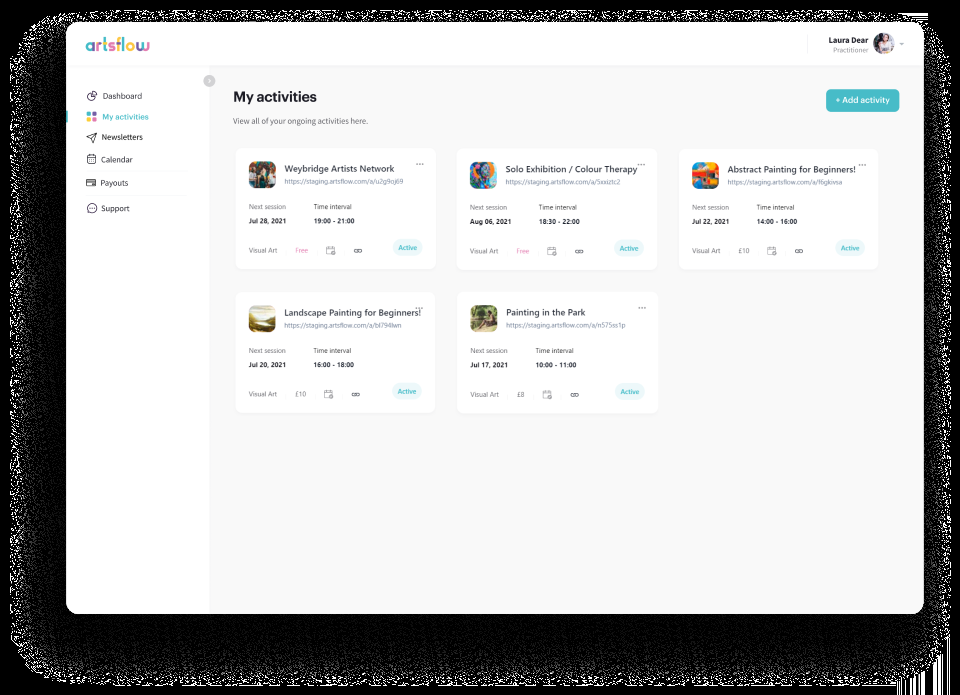 artsflow
Laura Dear
Practitioner
Dashboard
My activities
Newsletters
Calendar
Payouts
Support
My activities
+ Add activity
View all of your ongoing activities here.
Weybridge Artists Network
https://staging.artsflow.com/a/u2g9oj69
Next session Time interval
Jul 28, 2021 19:00 - 21:00
Visual Art Free Active
Solo Exhibition / Colour Therapy
https://staging.artsflow.com/a/5vxiztc2
Next session Time interval
Aug 06, 2021 18:30 - 22:00
Visual Art Free Active
Abstract Painting for Beginners!
https://staging.artsflow.com/a/f6gkivsa
Next session Time interval
Jul 22, 2021 14:00 - 16:00
Visual Art £10 Active
Landscape Painting for Beginners!
https://staging.artsflow.com/a/bl794lwn
Next session Time interval
Jul 20, 2021 16:00 - 18:00
Visual Art £10 Active
Painting in the Park
https://staging.artsflow.com/a/n575ss1p
Next session Time interval
Jul 17, 2021 10:00 - 11:00
Visual Art £8 Active